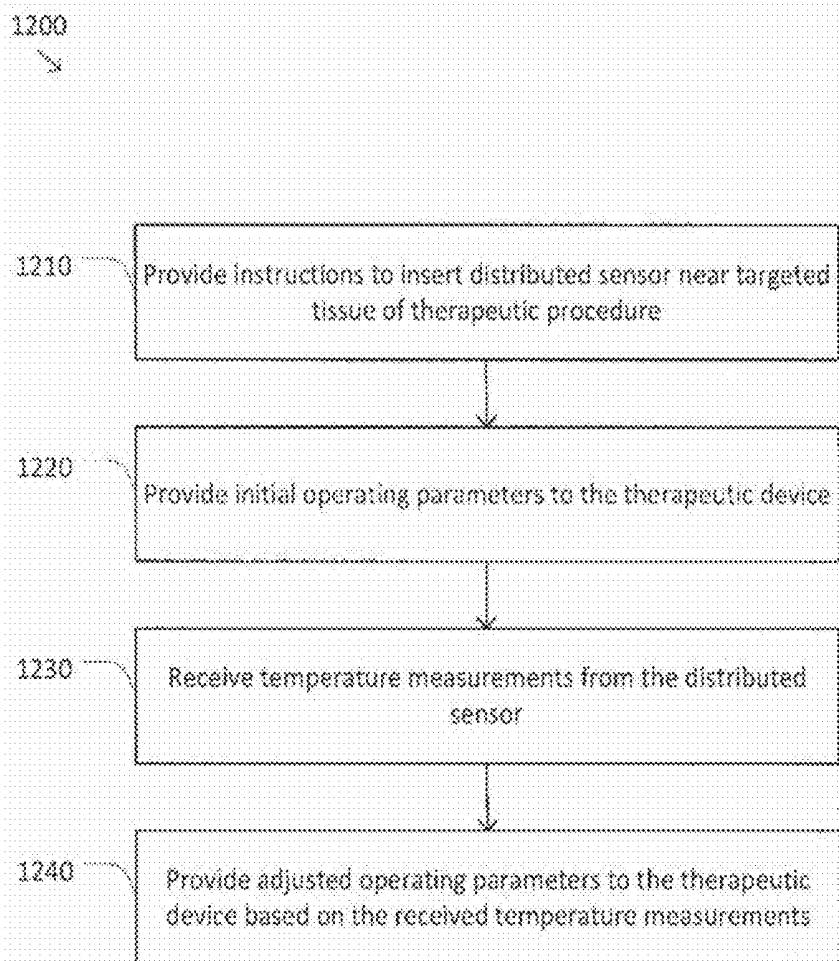 1200
1210
Provide instructions to insert distributed sensor near targeted
tissue of therapeutic procedure
1220
Provide initial operating parameters to the therapeutic device
1230
Receive temperature measurements from the distributed
sensor
1240
Provide adjusted operating parameters to the therapeutic
device based on the received temperature measurements